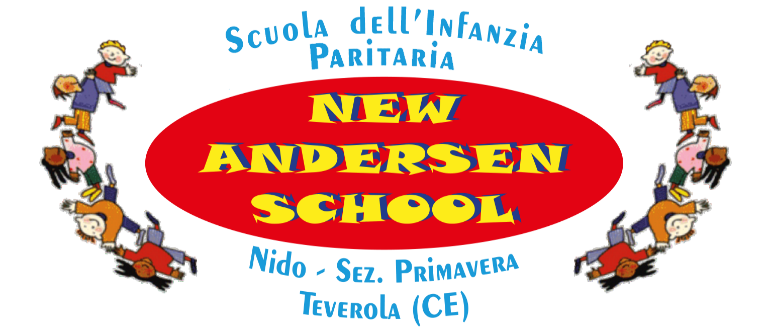 Scuola dell'Infanzia
Paritaria
NEW
ANDERSEN
SCHOOL
Nido - Sez. Primavera
Teverola (CE)